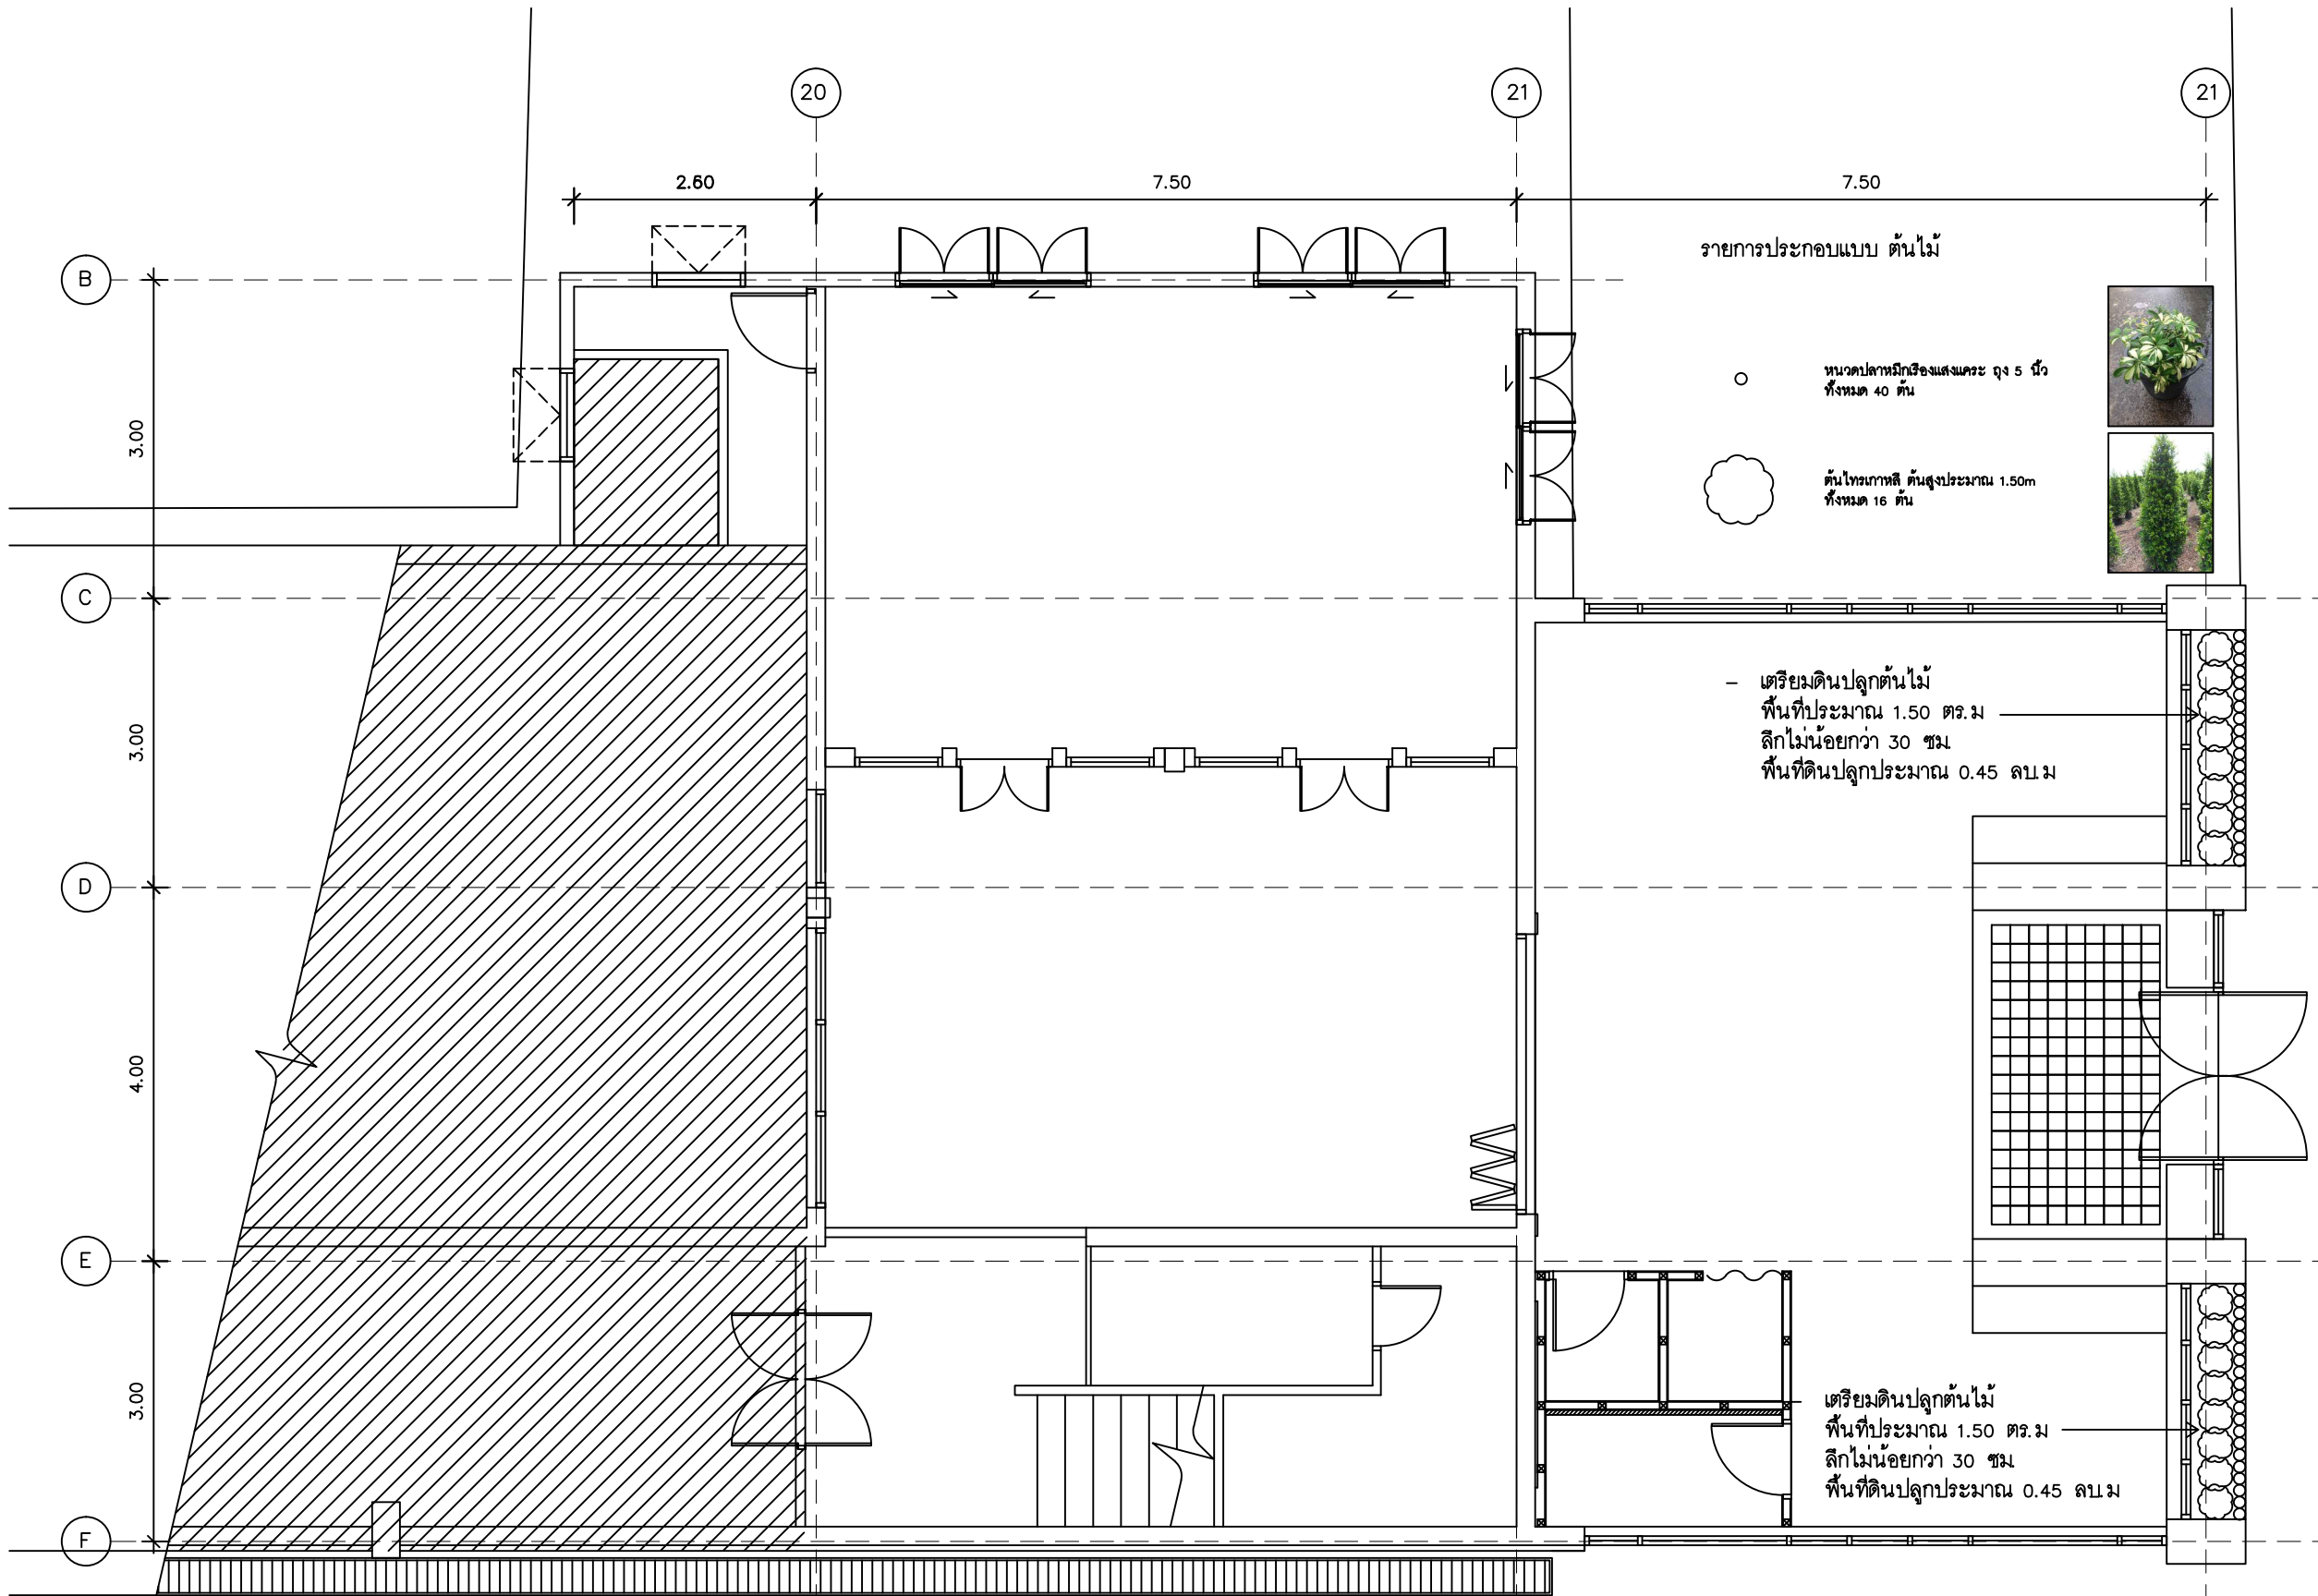 20
21
21
2.60
7.50
7.50
รายการประกอบแบบ ต้นไม้
B
หนวดปลาหมึกเรืองแสงแคระ ถุง 5 นิ้ว
ทั้งหมด 40 ต้น
3.00
ต้นไทรเกาหลี ต้นสูงประมาณ 1.50m
ทั้งหมด 16 ต้น
C
- เตรียมดินปลูกต้นไม้
พื้นที่ประมาณ 1.50 ตร.ม
ลึกไม่น้อยกว่า 30 ซม.
พื้นที่ดินปลูกประมาณ 0.45 ลบ.ม
3.00
D
4.00
E
3.00
- เตรียมดินปลูกต้นไม้
พื้นที่ประมาณ 1.50 ตร.ม
ลึกไม่น้อยกว่า 30 ซม.
พื้นที่ดินปลูกประมาณ 0.45 ลบ.ม
F